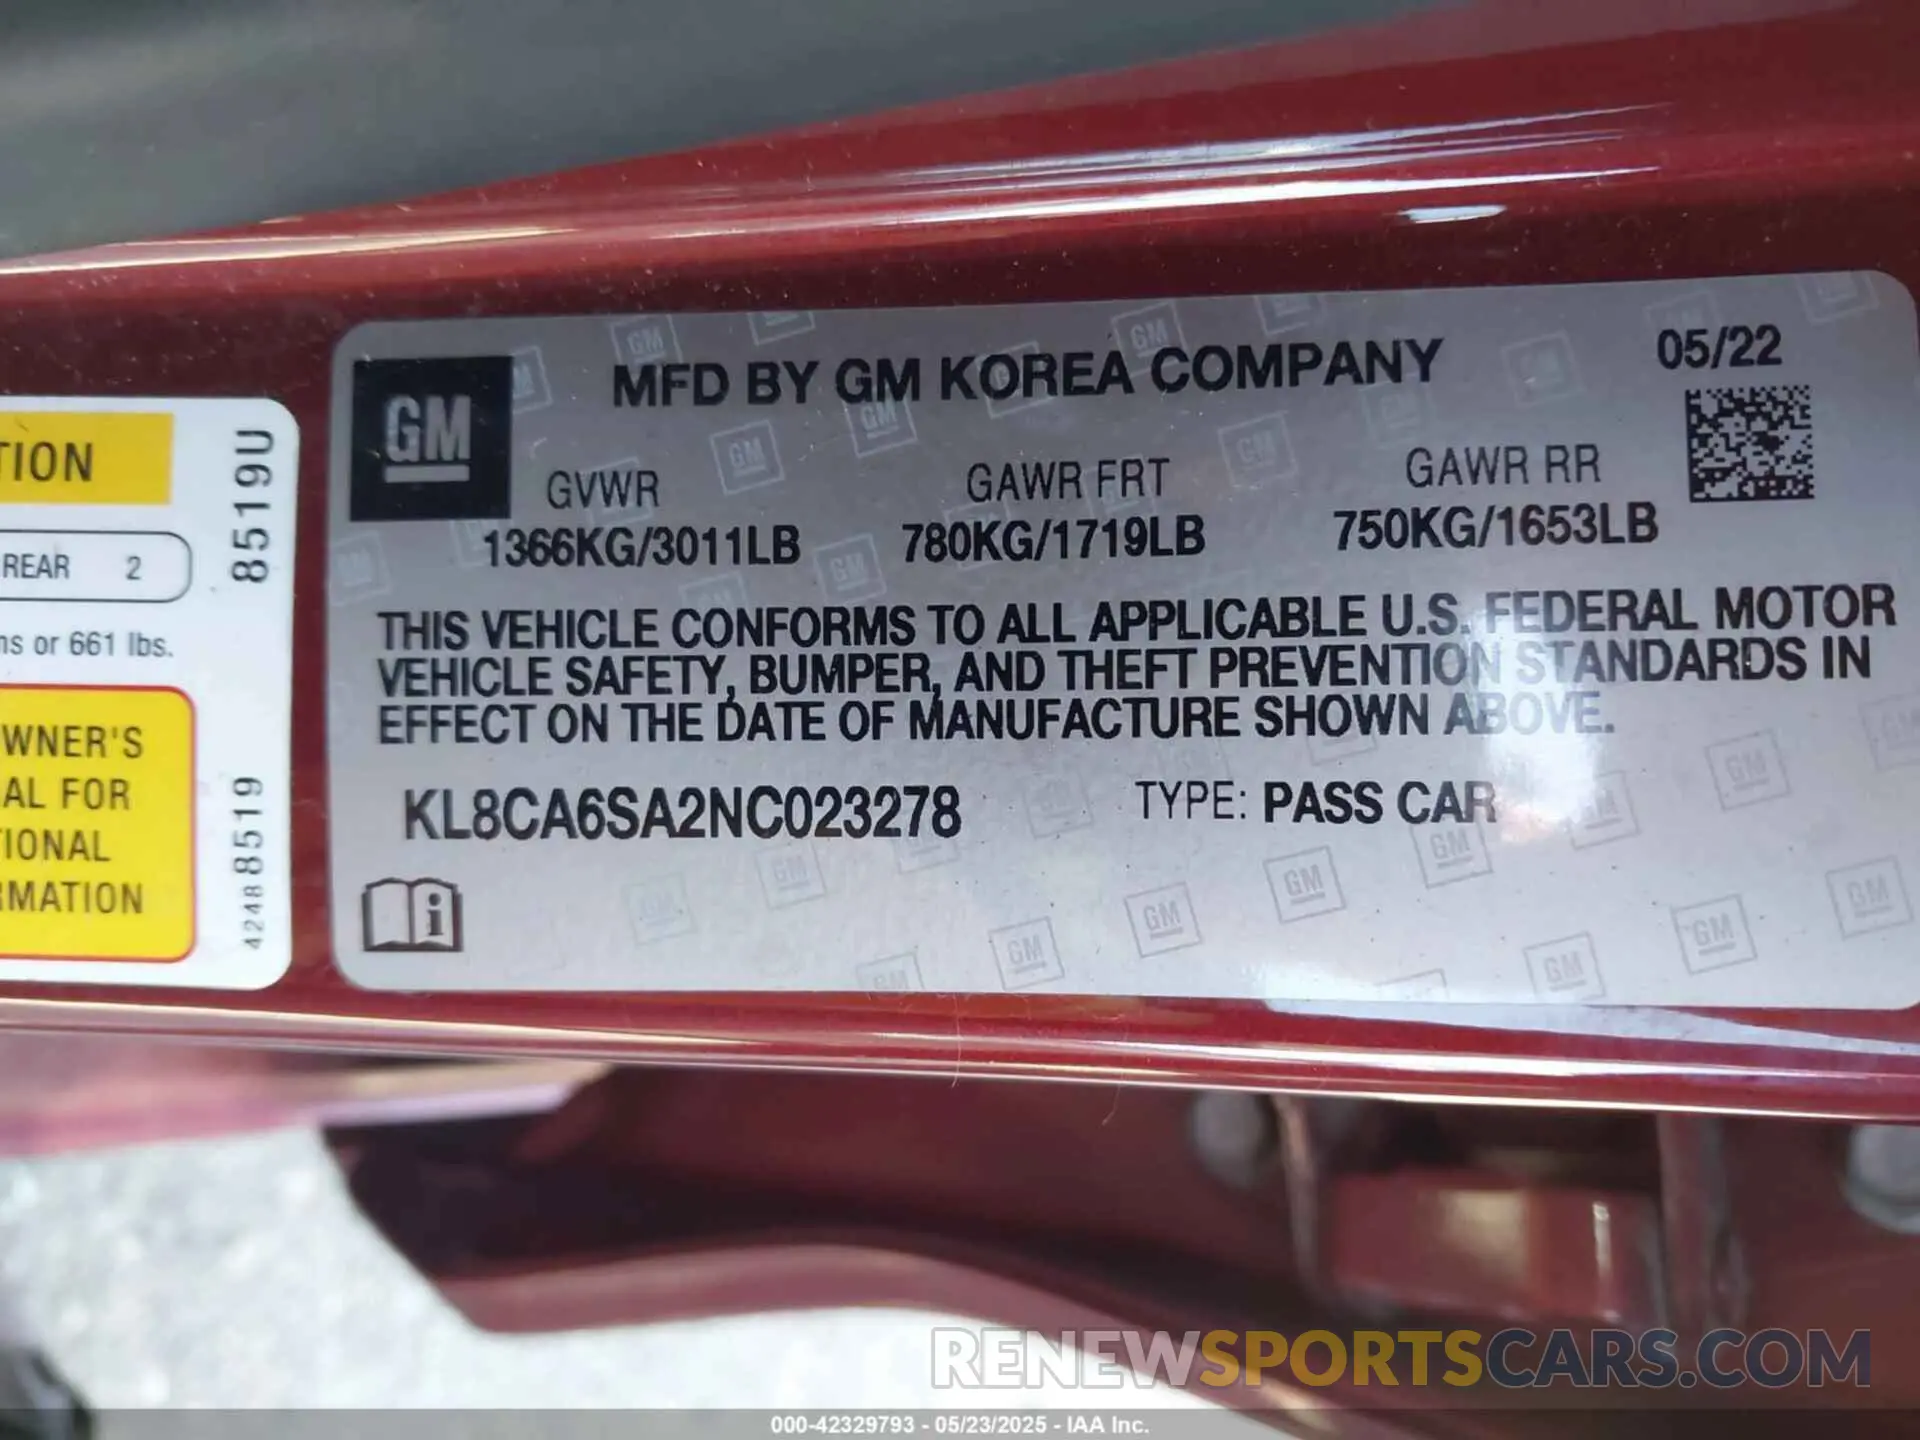 TION
REAR 2
ns or 661 lbs.
WNER'S
AL FOR
TIONAL
RMATION
8519U
42488519
GM
MFD BY GM KOREA COMPANY
05/22
GVWR GAWR FRT GAWR RR
1366KG/3011LB 780KG/1719LB 750KG/1653LB
THIS VEHICLE CONFORMS TO ALL APPLICABLE U.S. FEDERAL MOTOR
VEHICLE SAFETY, BUMPER, AND THEFT PREVENTION STANDARDS IN
EFFECT ON THE DATE OF MANUFACTURE SHOWN ABOVE.
KL8CA6SA2NC023278 TYPE: PASS CAR
RENEWSPORTSCARS.COM
000-42329793 - 05/23/2025 - IAA Inc.